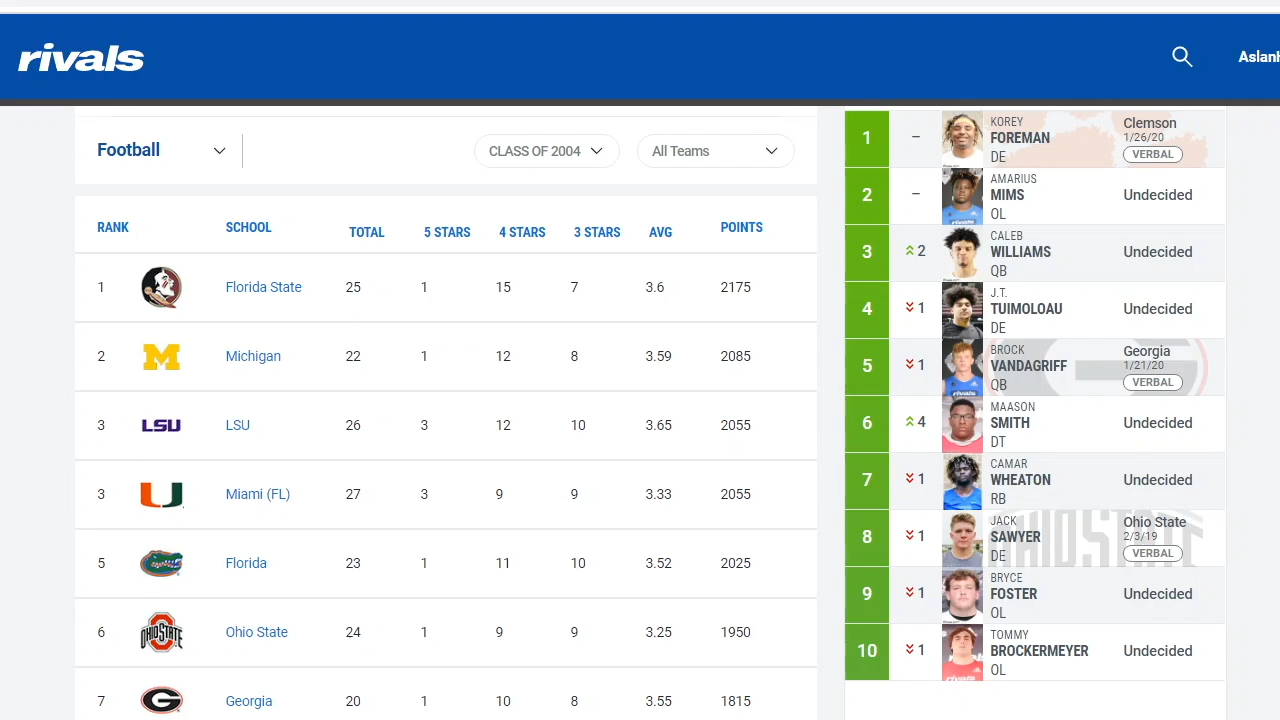 rivals
Aslanh
Football
CLASS OF 2004
All Teams
RANK SCHOOL TOTAL 5 STARS 4 STARS 3 STARS AVG POINTS
1 Florida State 25 1 15 7 3.6 2175
2 M Michigan 22 1 12 8 3.59 2085
3 LSU LSU 26 3 12 10 3.65 2055
3 Miami (FL) 27 3 9 9 3.33 2055
5 Florida 23 1 11 10 3.52 2025
6 OHIO STATE Ohio State 24 1 9 9 3.25 1950
7 G Georgia 20 1 10 8 3.55 1815
1 – KOREY
FOREMAN
DE
Clemson
1/26/20
VERBAL
2 – AMARIUS
MIMS
OL
Undecided
3 2 CALEB
WILLIAMS
QB
Undecided
4 1 J.T.
TUIMOLOAU
DE
Undecided
5 1 BROCK
VANDAGRIFF
QB
Georgia
1/21/20
VERBAL
6 4 MAASON
SMITH
DT
Undecided
7 1 CAMAR
WHEATON
RB
Undecided
8 1 JACK
SAWYER
DE
Ohio State
2/3/19
VERBAL
9 1 BRYCE
FOSTER
OL
Undecided
10 1 TOMMY
BROCKERMEYER
OL
Undecided